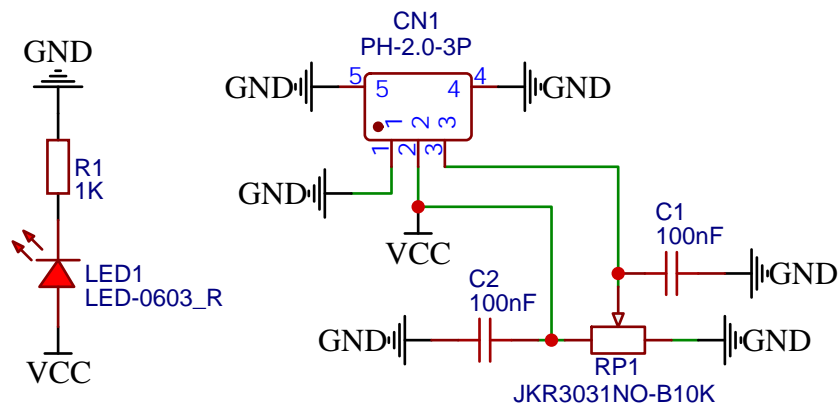 GND
R1
1K
LED1
LED-0603_R
VCC
CN1
PH-2.0-3P
GND
5
5
4
4
GND
1
2
3
1
2
3
GND
VCC
C1
100nF
GND
C2
100nF
GND
GND
RP1
JKR3031NO-B10K